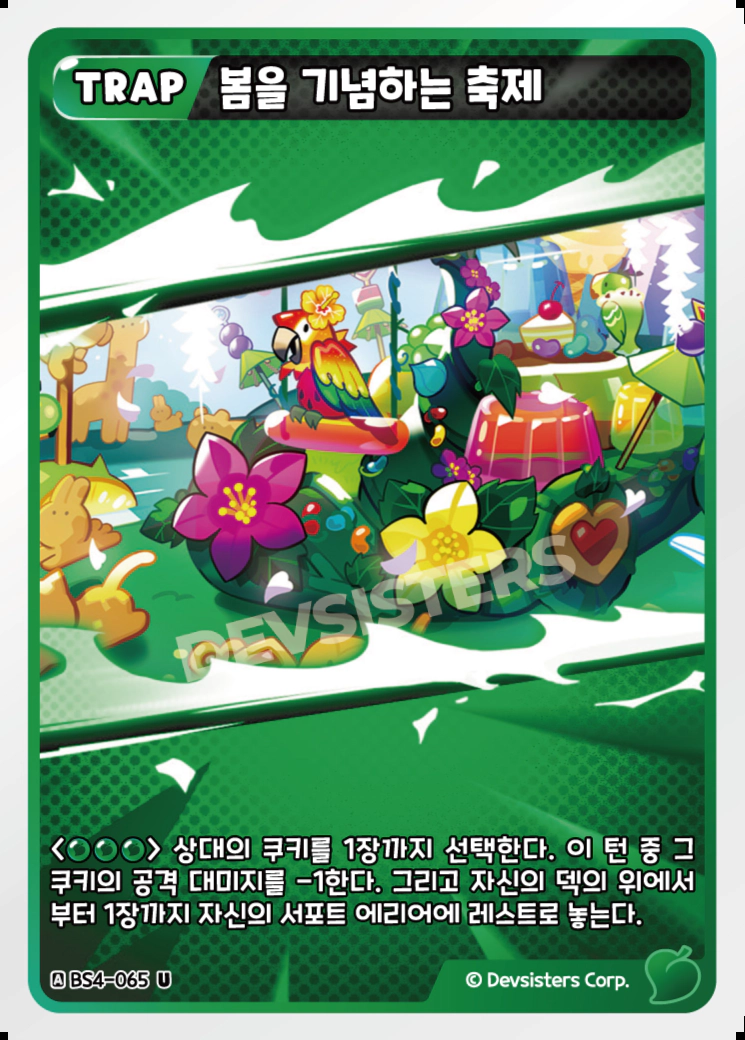 TRAP 봄을 기념하는 축제
DEVSISTERS
<●●●> 상대의 쿠키를 1장까지 선택한다. 이 턴 중 그
쿠키의 공격 대미지를 -1한다. 그리고 자신의 덱의 위에서
부터 1장까지 자신의 서포트 에리어에 레스트로 놓는다.
A BS4-065 U
© Devsisters Corp.